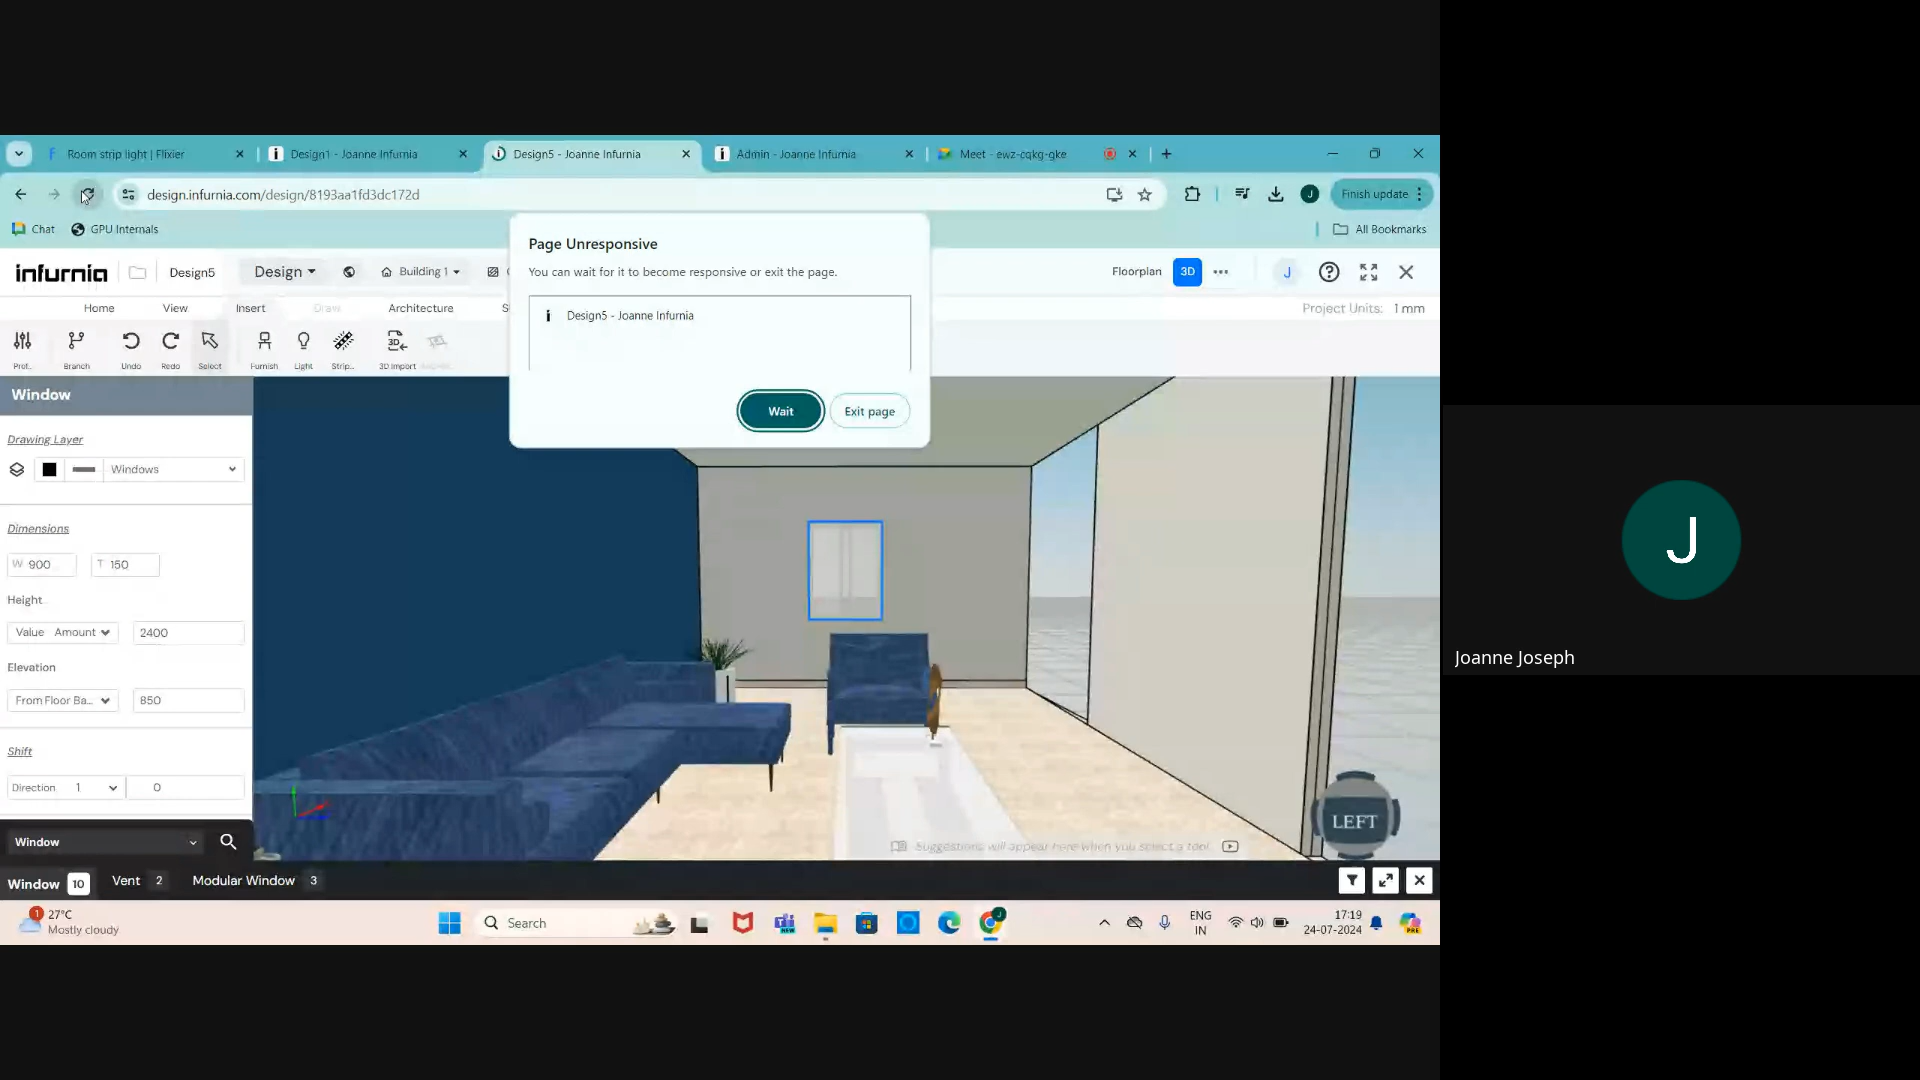 Room strip light | Flixier
Design1 - Joanne Infurnia
Design5 - Joanne Infurnia
Admin - Joanne Infurnia
Meet - ewz-cqkg-gke
design.infurnia.com/design/8193aa1fd3dc172d
J
Finish update
Chat
GPU Internals
All Bookmarks
Page Unresponsive
You can wait for it to become responsive or exit the page.
Design5 - Joanne Infurnia
Wait
Exit page
infurnia
Design5
Design
Building 1
Floorplan
3D
J
Home
View
Insert
Draw
Architecture
Project Units: 1 mm
Pref..
Branch
Undo
Redo
Select
Furnish
Light
Strip..
3D Import
Window
Drawing Layer
Windows
Dimensions
W 900
T 150
Height
Value Amount
2400
Elevation
From Floor Ba...
850
Shift
Direction 1
0
LEFT
Suggestions will appear here when you select a tool.
Window
Window 10
Vent 2
Modular Window 3
1
27°C
Mostly cloudy
Search
NEW
J
ENG
IN
17:19
24-07-2024
PRE
J
Joanne Joseph